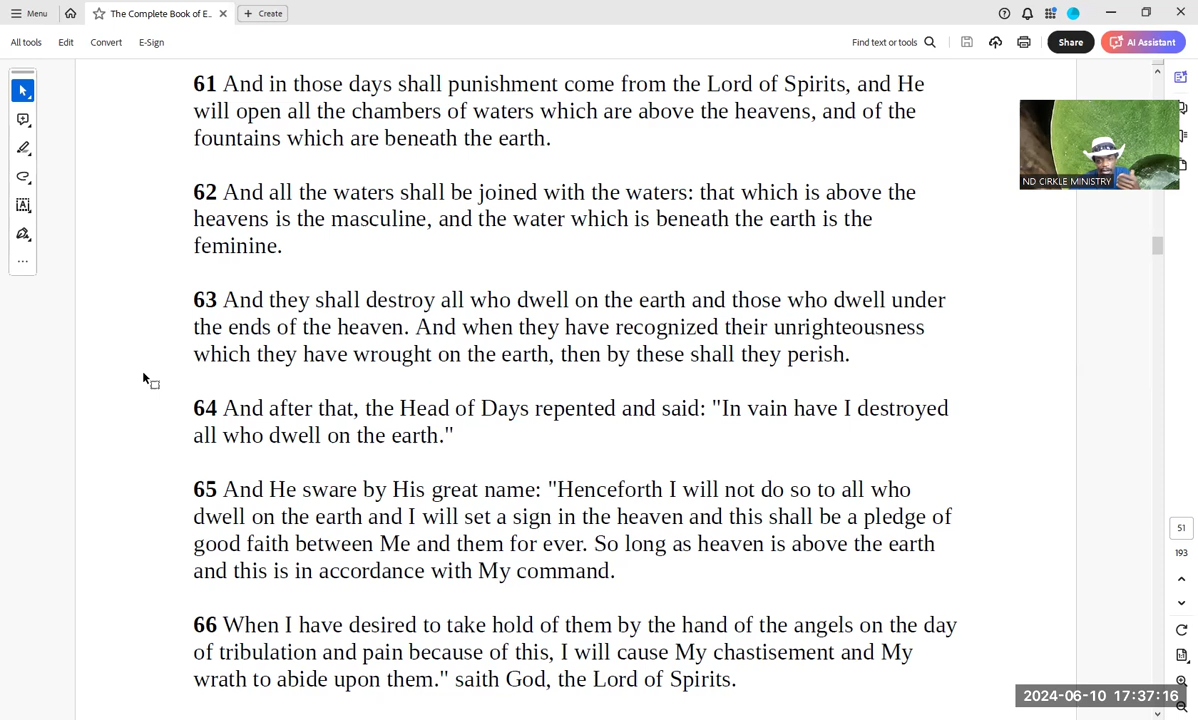 Menu
The Complete Book of E...
Create
All tools Edit Convert E-Sign
Find text or tools
Share
AI Assistant
61 And in those days shall punishment come from the Lord of Spirits, and He
will open all the chambers of waters which are above the heavens, and of the
fountains which are beneath the earth.
62 And all the waters shall be joined with the waters: that which is above the
heavens is the masculine, and the water which is beneath the earth is the
feminine.
63 And they shall destroy all who dwell on the earth and those who dwell under
the ends of the heaven. And when they have recognized their unrighteousness
which they have wrought on the earth, then by these shall they perish.
64 And after that, the Head of Days repented and said: "In vain have I destroyed
all who dwell on the earth."
65 And He sware by His great name: "Henceforth I will not do so to all who
dwell on the earth and I will set a sign in the heaven and this shall be a pledge of
good faith between Me and them for ever. So long as heaven is above the earth
and this is in accordance with My command.
66 When I have desired to take hold of them by the hand of the angels on the day
of tribulation and pain because of this, I will cause My chastisement and My
wrath to abide upon them." saith God, the Lord of Spirits.
ND CIRKLE MINISTRY
51
193
2024-06-10 17:37:16